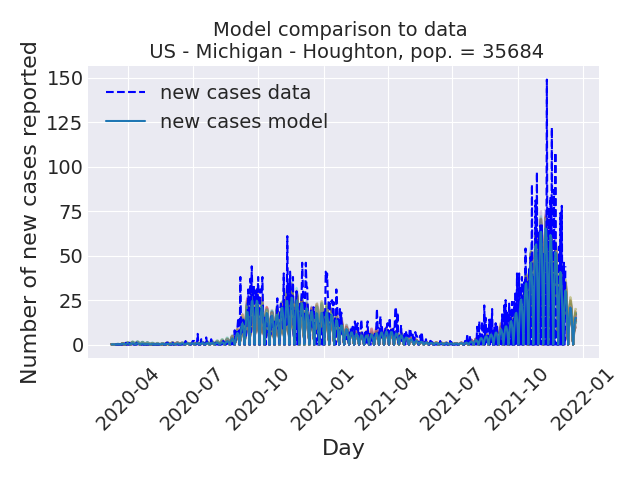 Model comparison to data
US - Michigan - Houghton, pop. = 35684
Number of new cases reported
150
125
100
75
50
25
0
new cases data
new cases model
2020-04
2020-07
2020-10
2021-01
2021-04
2021-07
2021-10
2022-01
Day